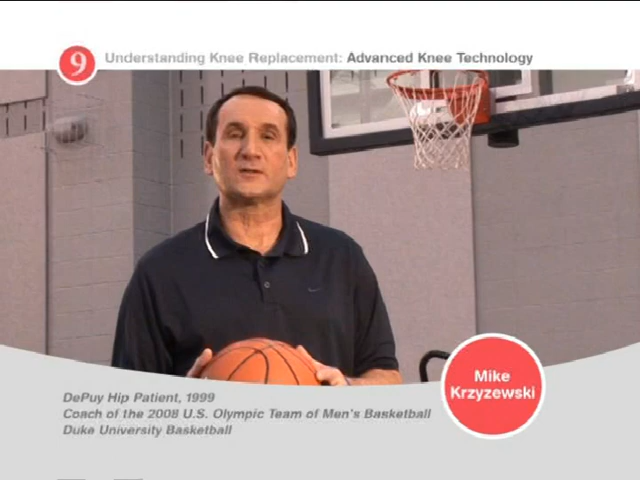 9 Understanding Knee Replacement: Advanced Knee Technology
Mike
Krzyzewski
DePuy Hip Patient, 1999
Coach of the 2008 U.S. Olympic Team of Men's Basketball
Duke University Basketball